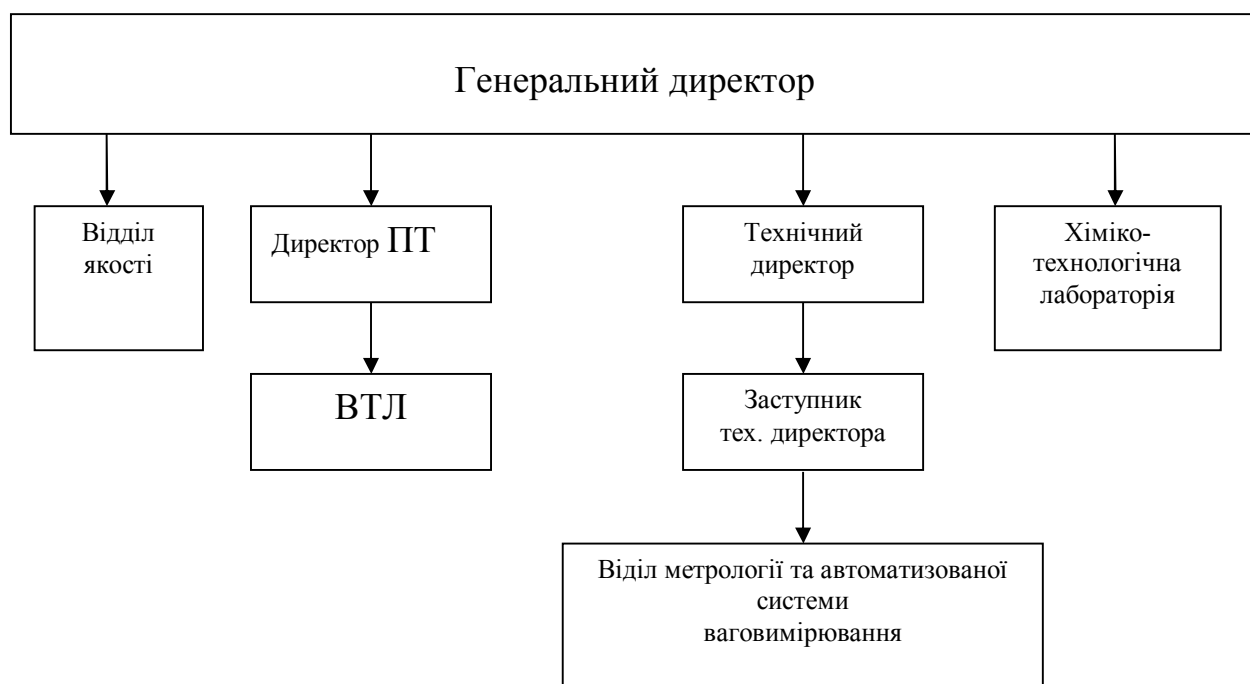 Генеральний директор
Відділ
якості
Директор ПТ
Технічний
директор
Хіміко-
технологічна
лабораторія
ВТЛ
Заступник
тех. директора
Віділ метрології та автоматизованої
системи
ваговимірювання